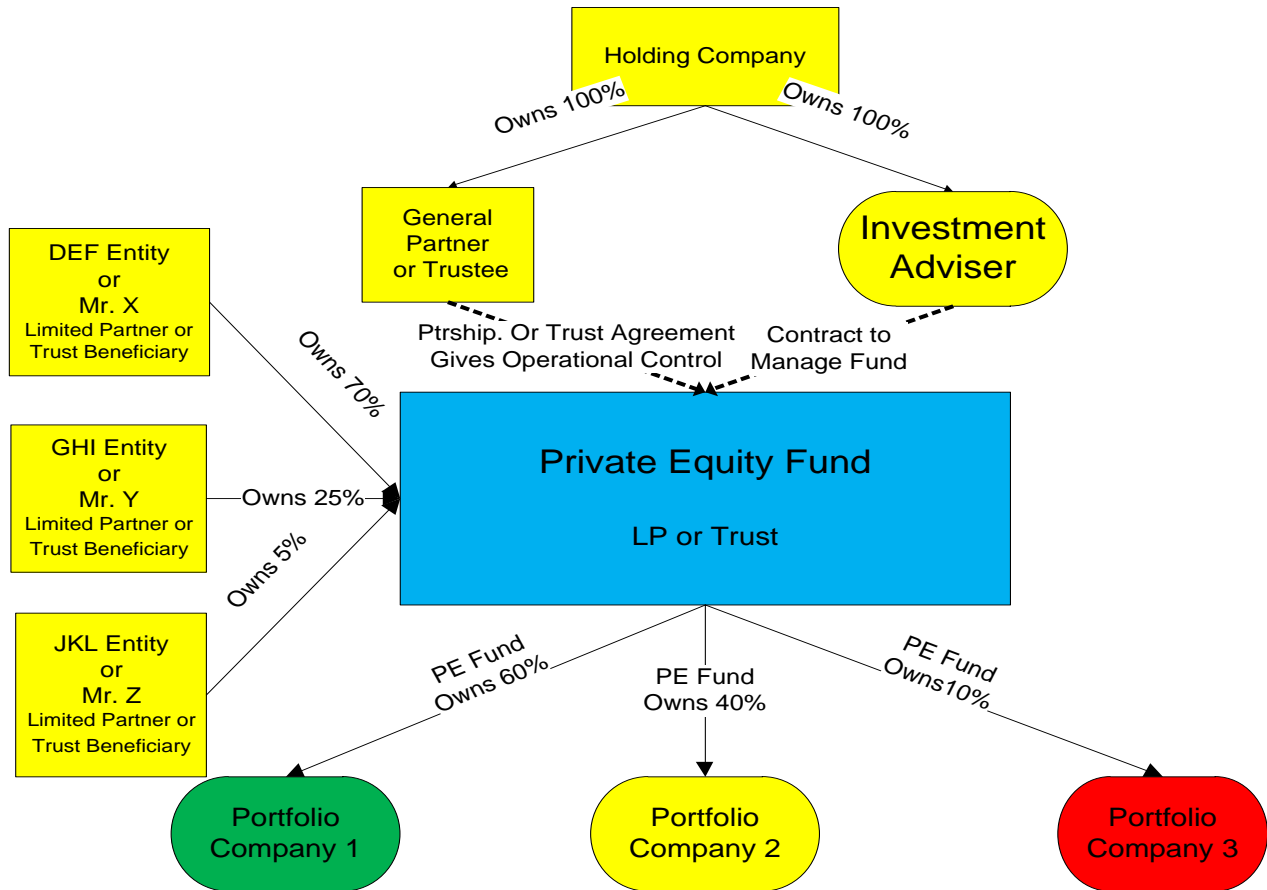 Holding Company
Owns 100%
Owns 100%
General
Partner
or Trustee
Investment
Adviser
DEF Entity
or
Mr. X
Limited Partner or
Trust Beneficiary
Ptrship. Or Trust Agreement
Gives Operational Control
Contract to
Manage Fund
Owns 70%
GHI Entity
or
Mr. Y
Limited Partner or
Trust Beneficiary
Owns 25%
Private Equity Fund
LP or Trust
Owns 5%
JKL Entity
or
Mr. Z
Limited Partner or
Trust Beneficiary
PE Fund
Owns 60%
PE Fund
Owns 40%
PE Fund
Owns10%
Portfolio
Company 1
Portfolio
Company 2
Portfolio
Company 3